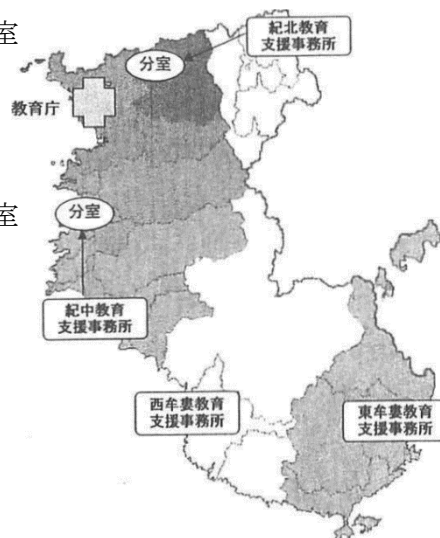 室
紀北教育
支援事務所
分室
教育庁
室
分室
紀中教育
支援事務所
西牟婁教育
支援事務所
東牟婁教育
支援事務所